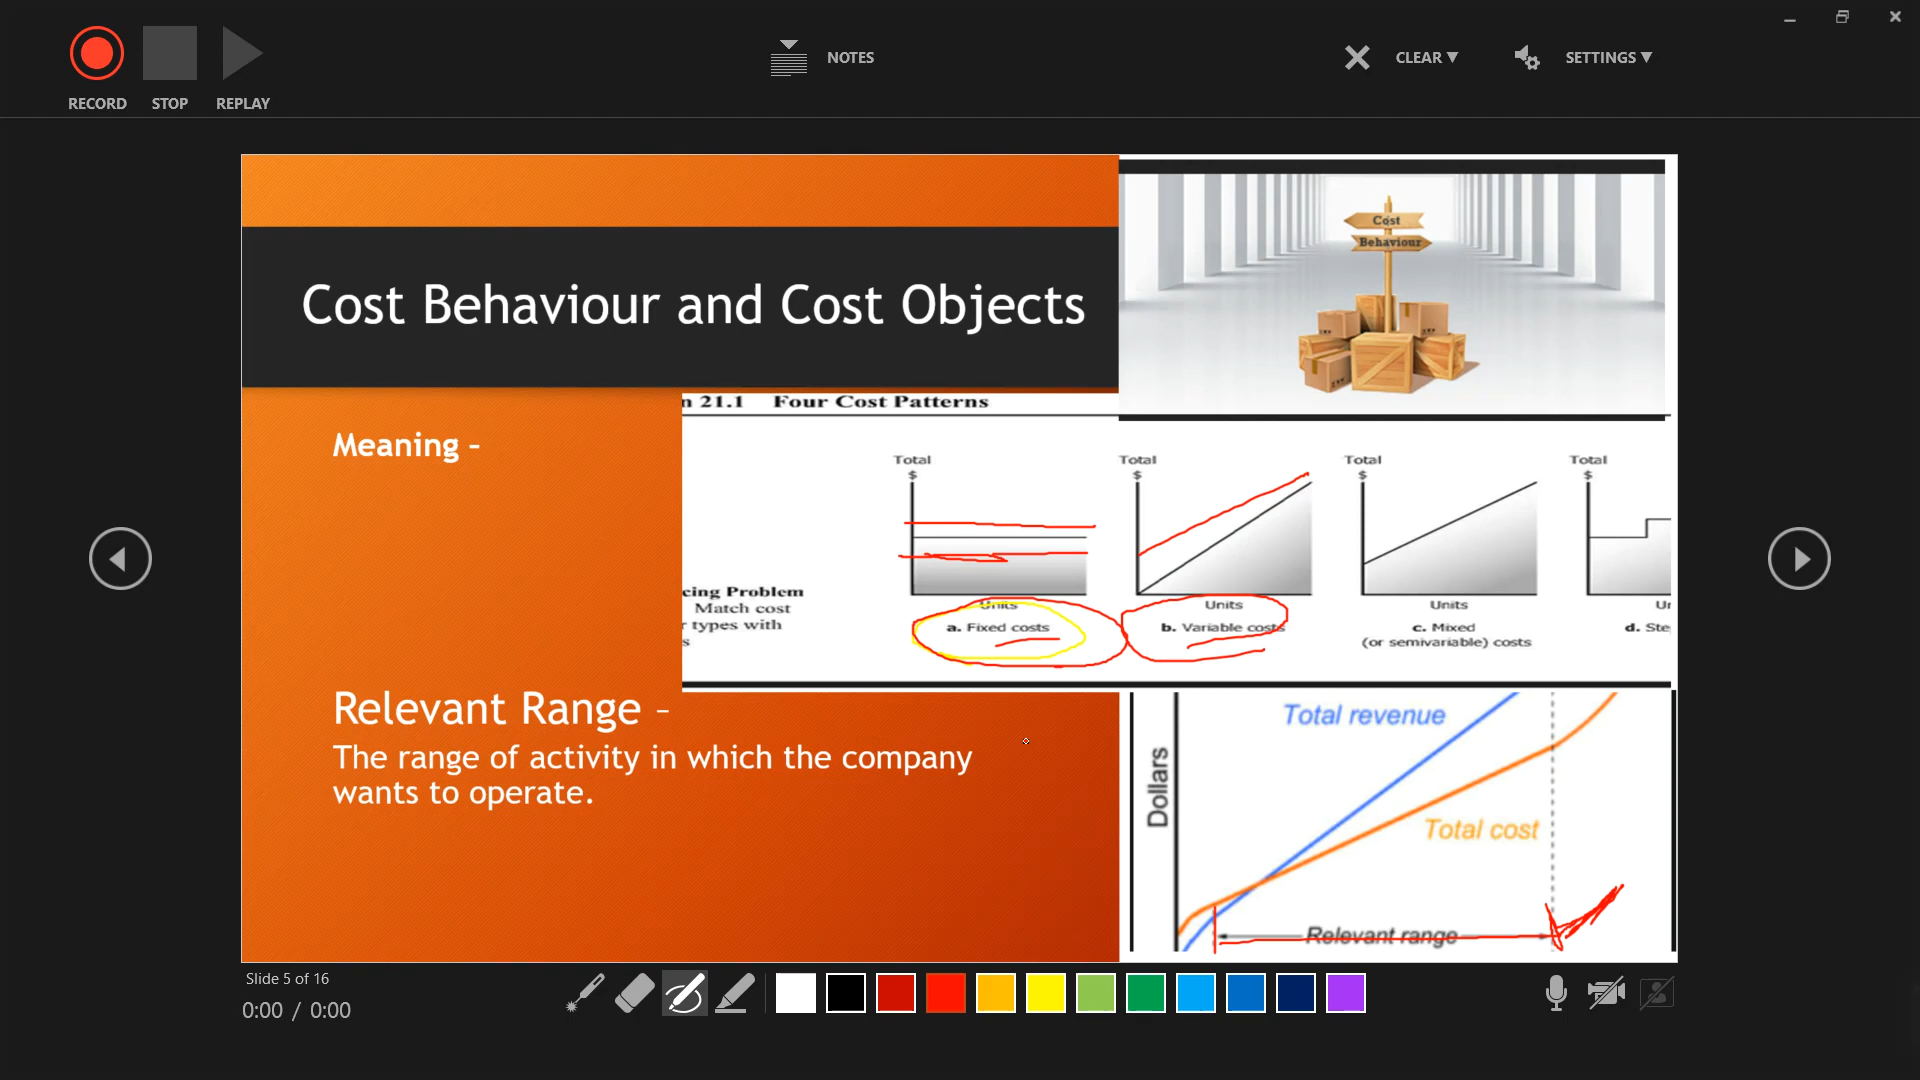 RECORD
STOP
REPLAY
NOTES
CLEAR
SETTINGS
Cost
Behaviour
Cost Behaviour and Cost Objects
n 21.1 Four Cost Patterns
Meaning –
Total
$
Total
$
Total
$
Total
$
cing Problem
Match cost
r types with
s
Units
a. Fixed costs
Units
b. Variable costs
Units
c. Mixed
(or semivariable) costs
Ur
d. Ste
Relevant Range –
The range of activity in which the company
wants to operate.
Total revenue
Dollars
Total cost
Relevant range
Slide 5 of 16
0:00 / 0:00